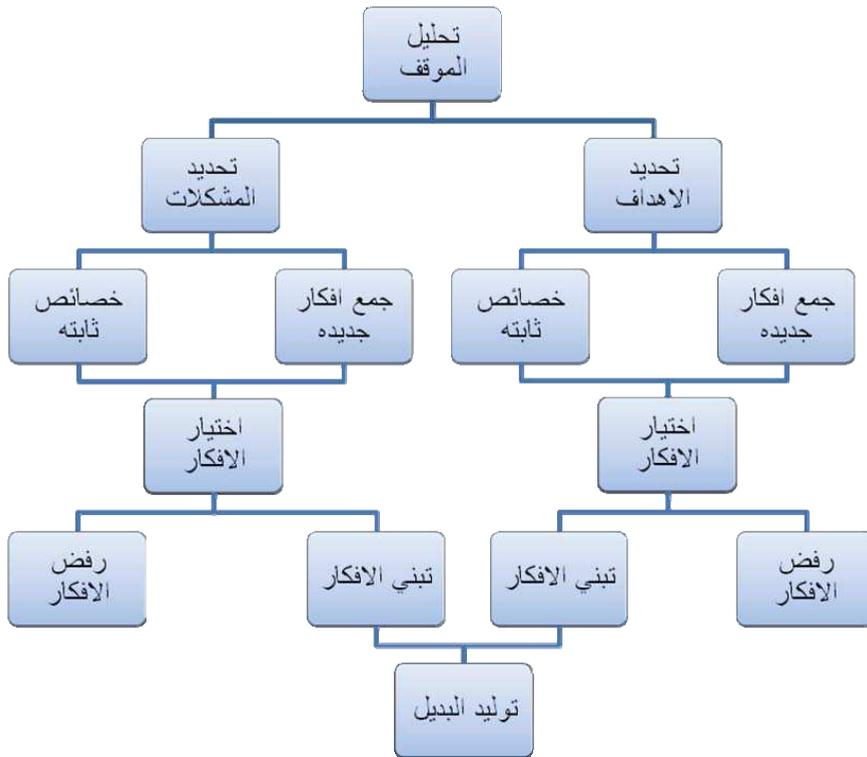 تحليل
الموقف
تحديد
الاهداف
تحديد
المشكلات
جمع افكار
جديده
خصائص
ثابته
جمع افكار
جديده
خصائص
ثابته
اختيار
الافكار
اختيار
الافكار
رفض
الافكار
تبني الافكار
تبني الافكار
رفض
الافكار
توليد البديل